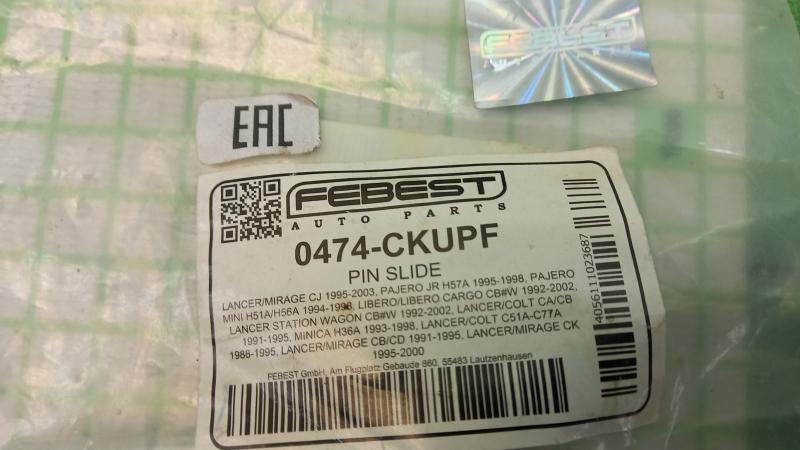 FEBEST
EAC
FEBEST
AUTO PARTS
0474-CKUPF
PIN SLIDE
LANCER/MIRAGE CJ 1995-2003, PAJERO JR H57A 1995-1998, PAJERO
MINI H51A/H56A 1994-1998, LIBERO/LIBERO CARGO CB#W 1992-2002,
LANCER STATION WAGON CB#W 1992-2002, LANCER/COLT CA/CB
1991-1995, MINICA H36A 1993-1998, LANCER/COLT C51A-C77A
1988-1995, LANCER/MIRAGE CB/CD 1991-1995, LANCER/MIRAGE CK
1995-2000
FEBEST GmbH, Am Flugplatz Gebaude 860, 55483 Lautzenhausen
4056111023687